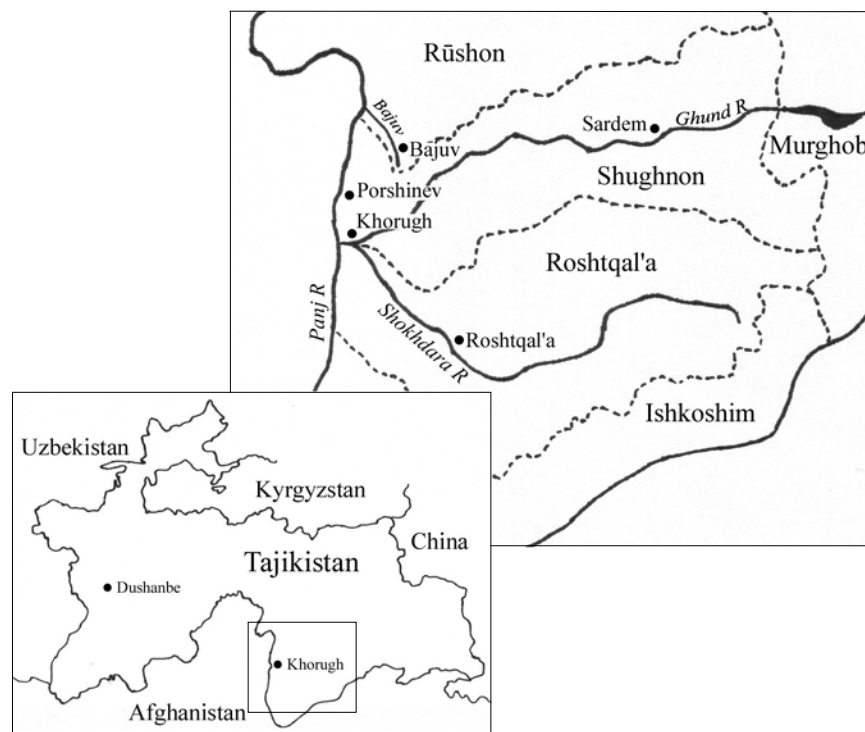 Rūshon
Bajuv
Bajuv
Sardem
Ghund R
Murghob
Shughnon
Porshinev
Khorugh
Roshtqal'a
Panj R
Shokhdara R
Roshtqal'a
Ishkoshim
Uzbekistan
Kyrgyzstan
China
Tajikistan
Dushanbe
Khorugh
Afghanistan